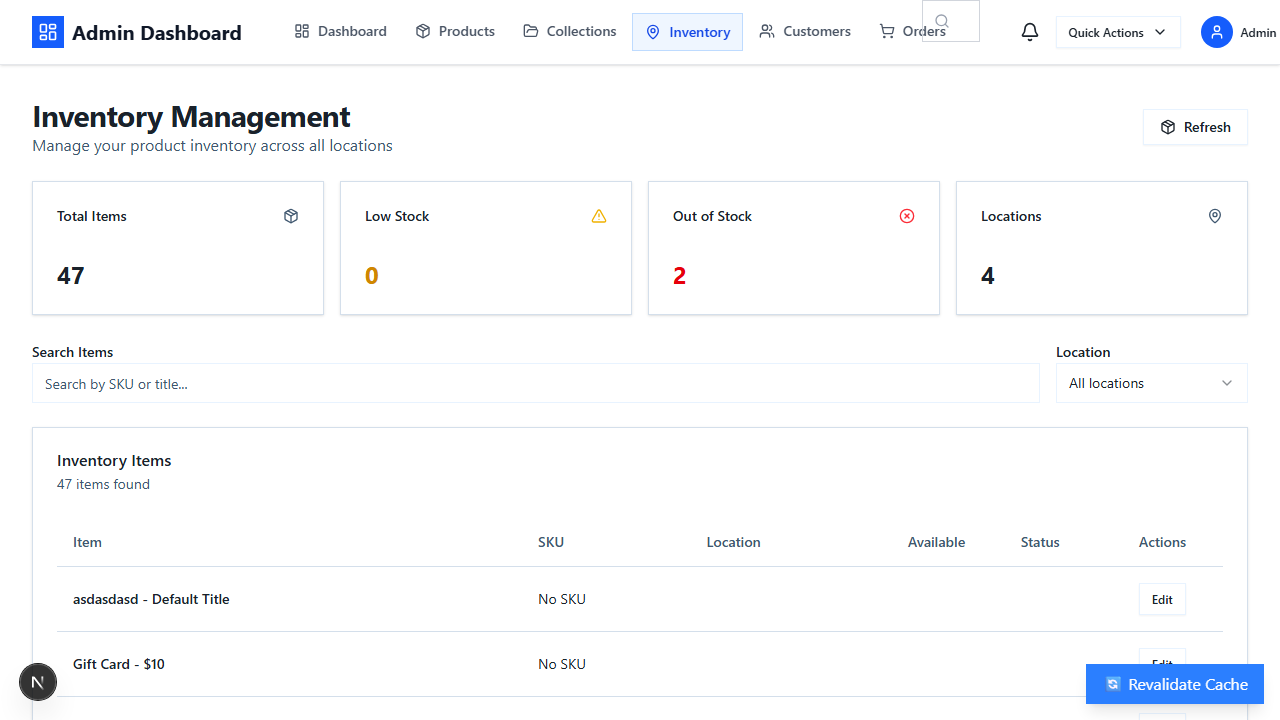 Admin Dashboard
Dashboard
Products
Collections
Inventory
Customers
Orders
Quick Actions
Admin
Inventory Management
Manage your product inventory across all locations
Refresh
Total Items
Low Stock
Out of Stock
Locations
47
0
2
4
Search Items
Location
Search by SKU or title...
All locations
Inventory Items
47 items found
Item SKU Location Available Status Actions
asdasdasd - Default Title No SKU Edit
Gift Card - $10 No SKU Edit
N
Revalidate Cache